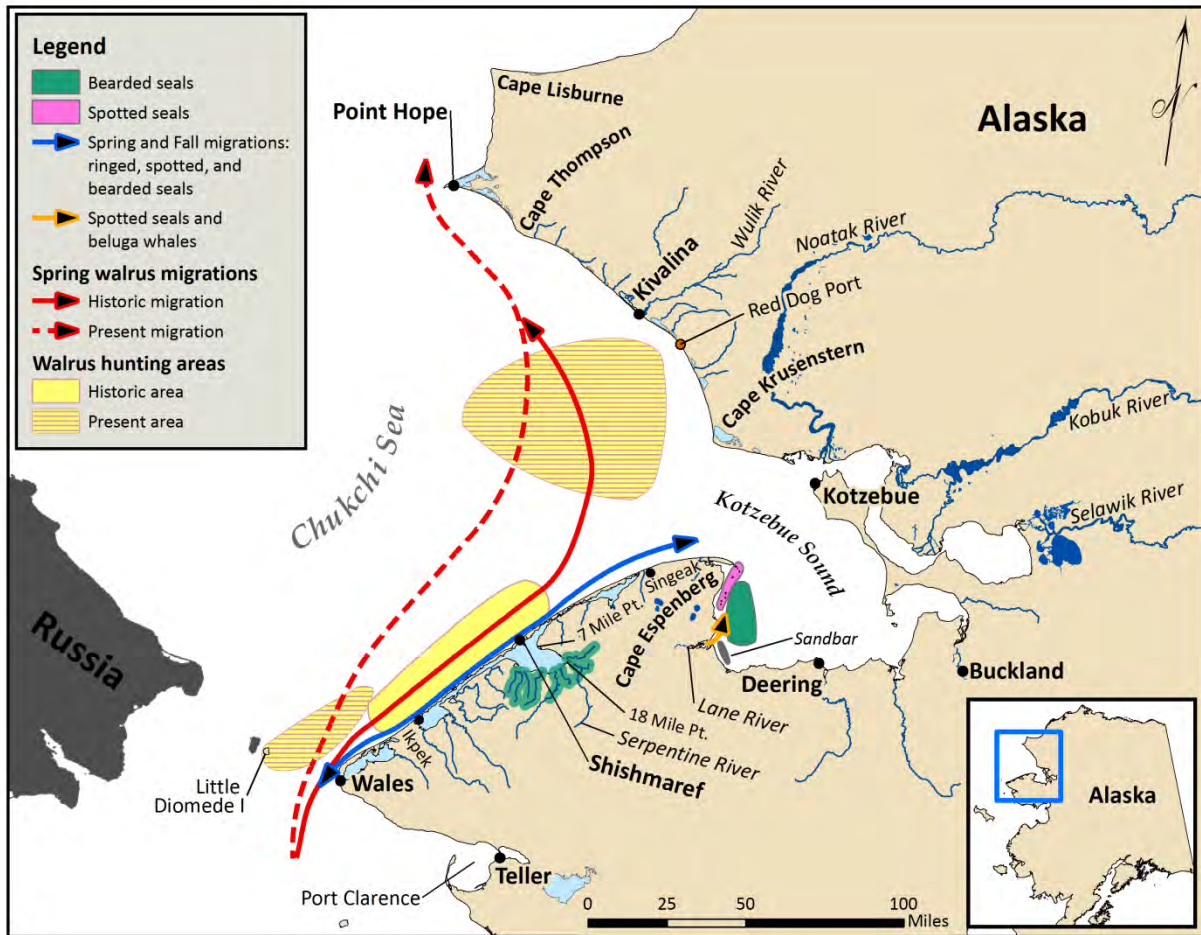 Legend
Bearded seals
Spotted seals
Spring and Fall migrations:
ringed, spotted, and
bearded seals
Spotted seals and
beluga whales
Spring walrus migrations
Historic migration
Present migration
Walrus hunting areas
Historic area
Present area
Cape Lisburne
Point Hope
Alaska
N
Cape Thompson
Wulik River
Noatak River
Kivalina
Red Dog Port
Cape Krusenstern
Kobuk River
Chukchi Sea
Kotzebue
Selawik River
Kotzebue Sound
Singeak
7 Mile Pt.
Cape Espenberg
Russia
Sandbar
Deering
Buckland
Lane River
18 Mile Pt.
Serpentine River
Ikpek
Shishmaref
Little
Diomede I
Wales
Alaska
Teller
Port Clarence
0 25 50 100
Miles